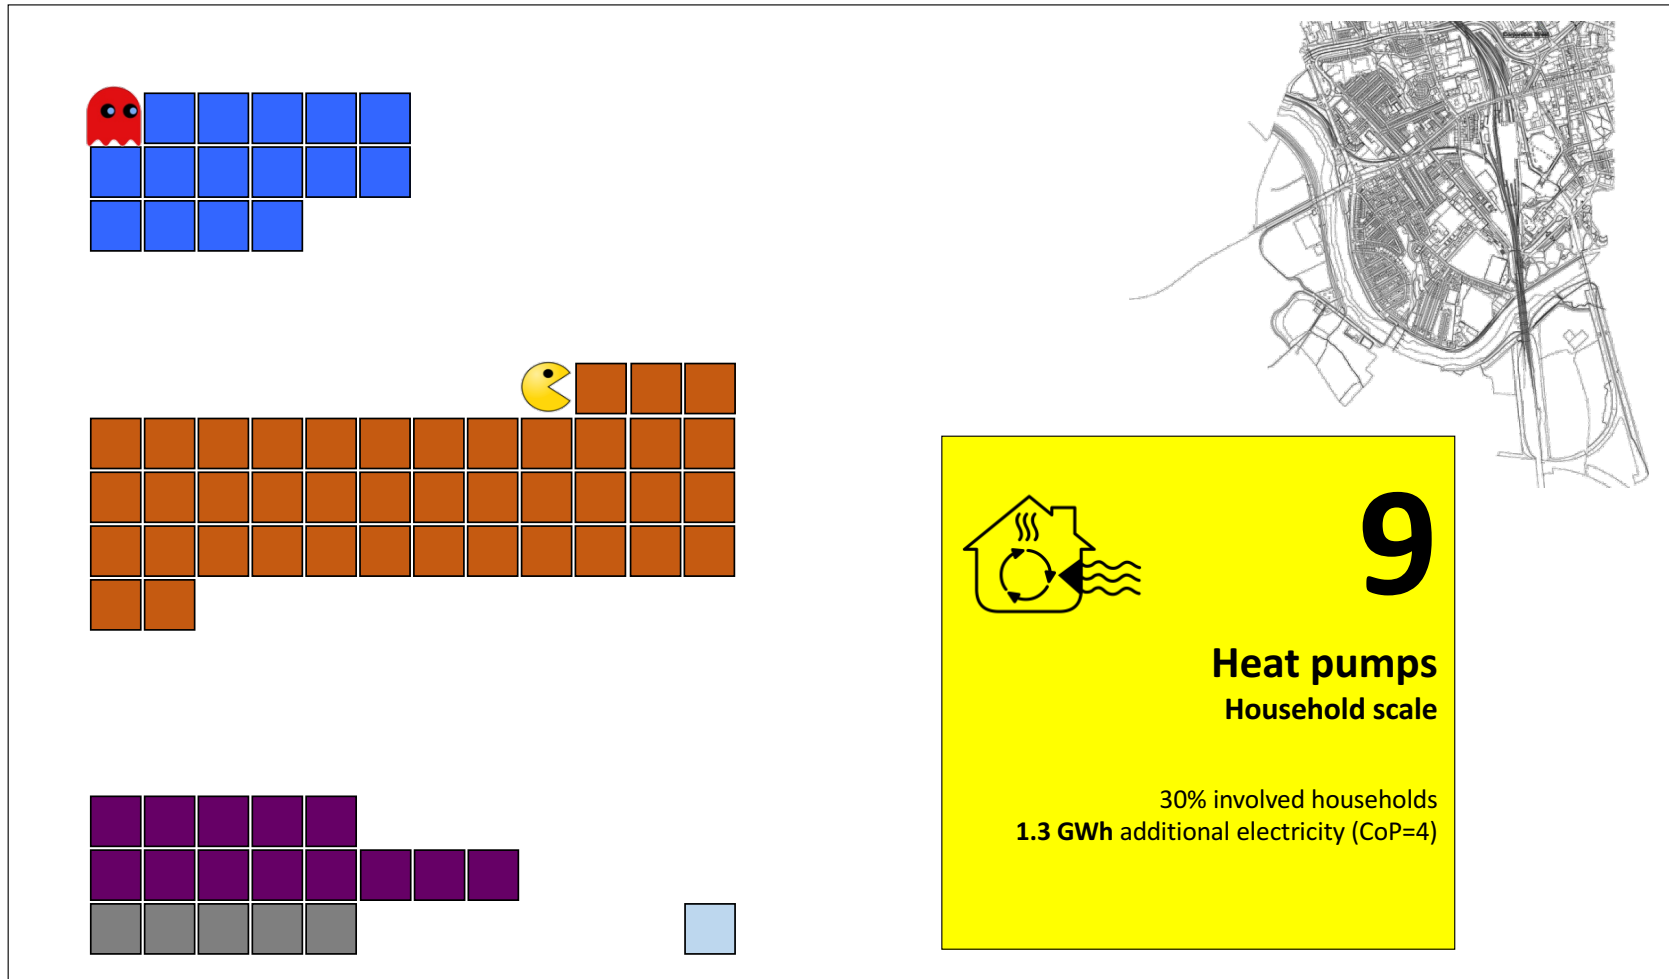 9
Heat pumps
Household scale
30% involved households
1.3 GWh additional electricity (CoP=4)